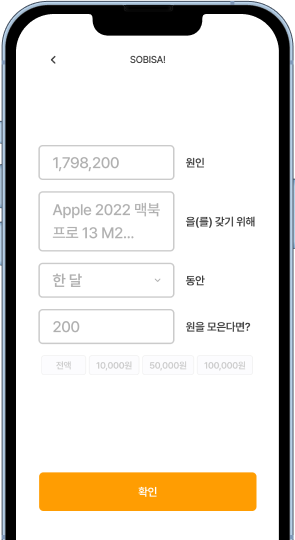 SOBISA!
1,798,200 원인
Apple 2022 맥북
프로 13 M2...
을(를) 갖기 위해
한 달 동안
200 원을 모은다면?
전액 10,000원 50,000원 100,000원
확인